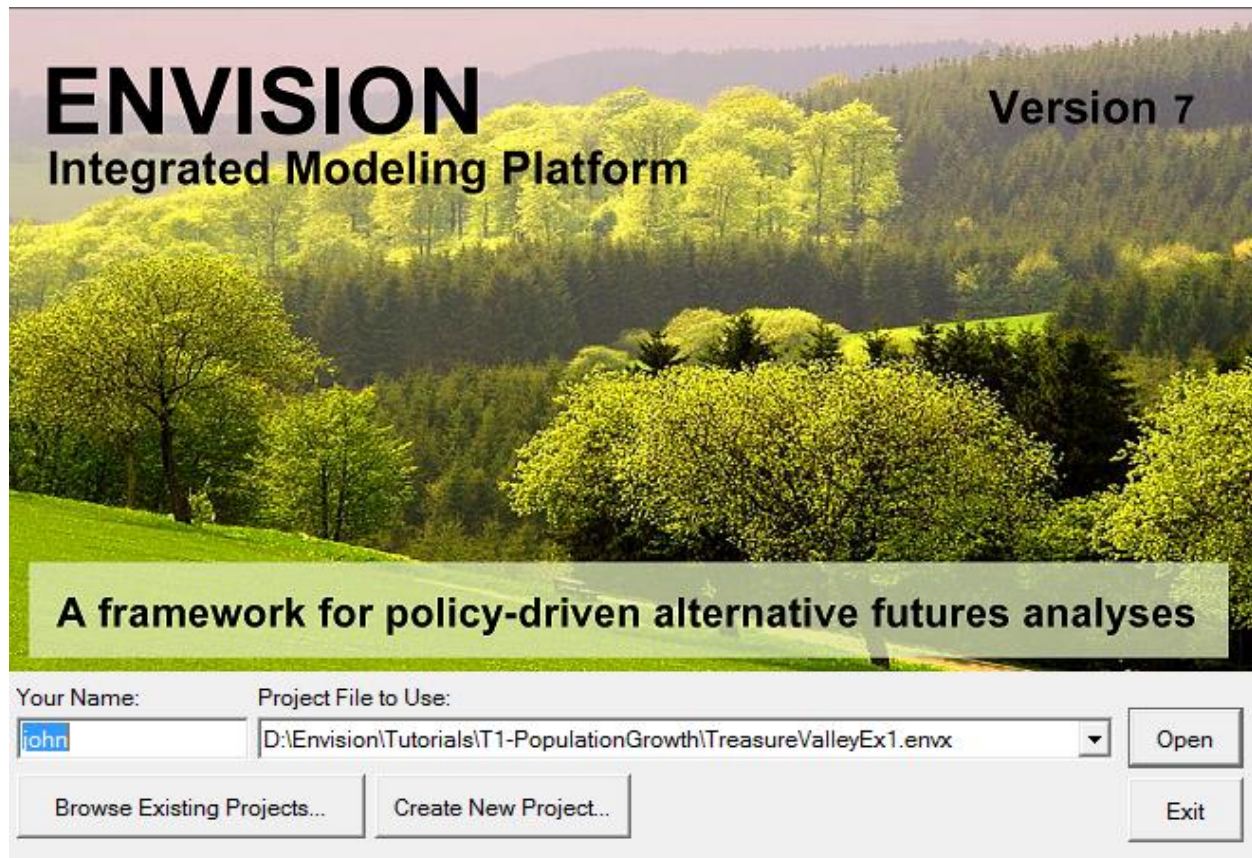 ENVISION
Version 7
Integrated Modeling Platform
A framework for policy-driven alternative futures analyses
Your Name:
Project File to Use:
john
D:\Envision\Tutorials\T1-PopulationGrowth\TreasureValleyEx1.envx
Open
Browse Existing Projects...
Create New Project...
Exit